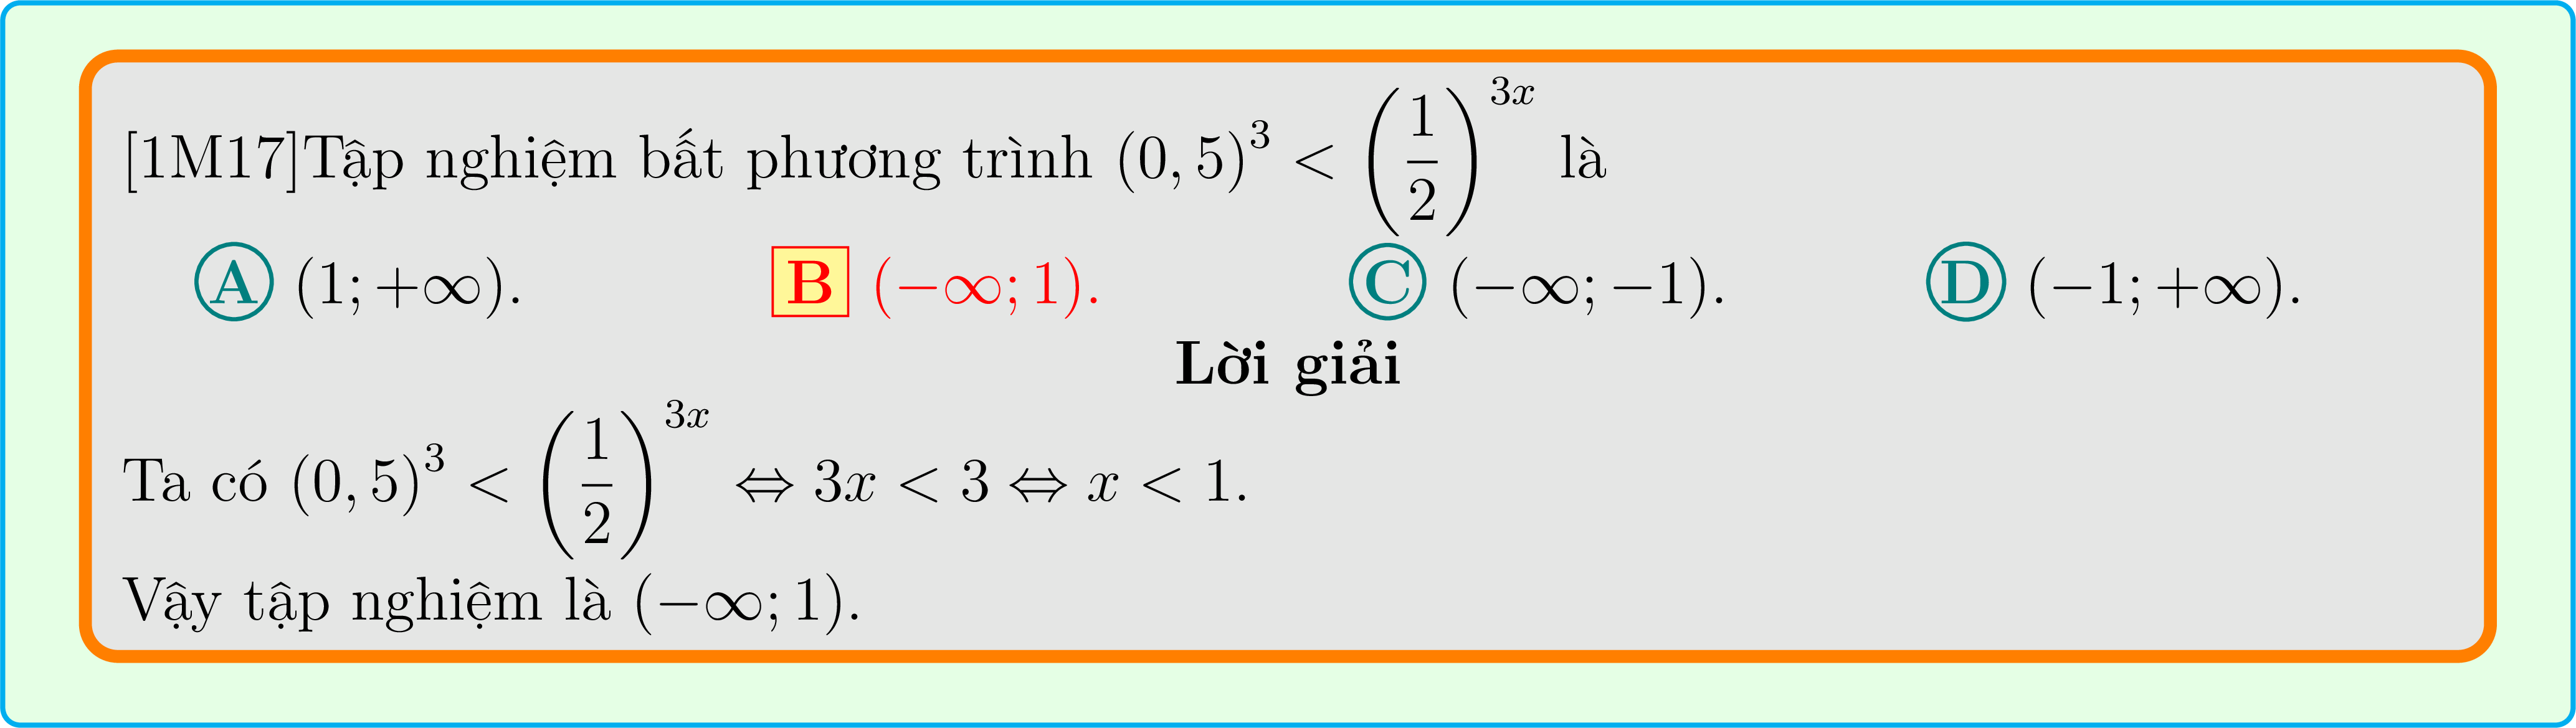 [1M17]Tập nghiệm bất phương trình $(0,5)^3 < \left(\dfrac{1}{2}\right)^{3x}$ là
A $(1;+\infty)$. B $(-\infty;1)$. C $(-\infty;-1)$. D $(-1;+\infty)$.
Lời giải
Ta có $(0,5)^3 < \left(\dfrac{1}{2}\right)^{3x} \Leftrightarrow 3x < 3 \Leftrightarrow x < 1$.
Vậy tập nghiệm là $(-\infty;1)$.